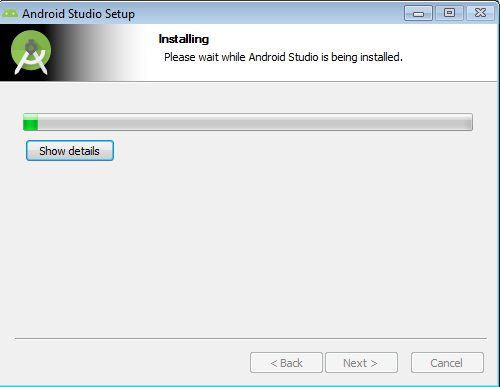 Android Studio Setup
Installing
Please wait while Android Studio is being installed.
Show details
< Back
Next >
Cancel